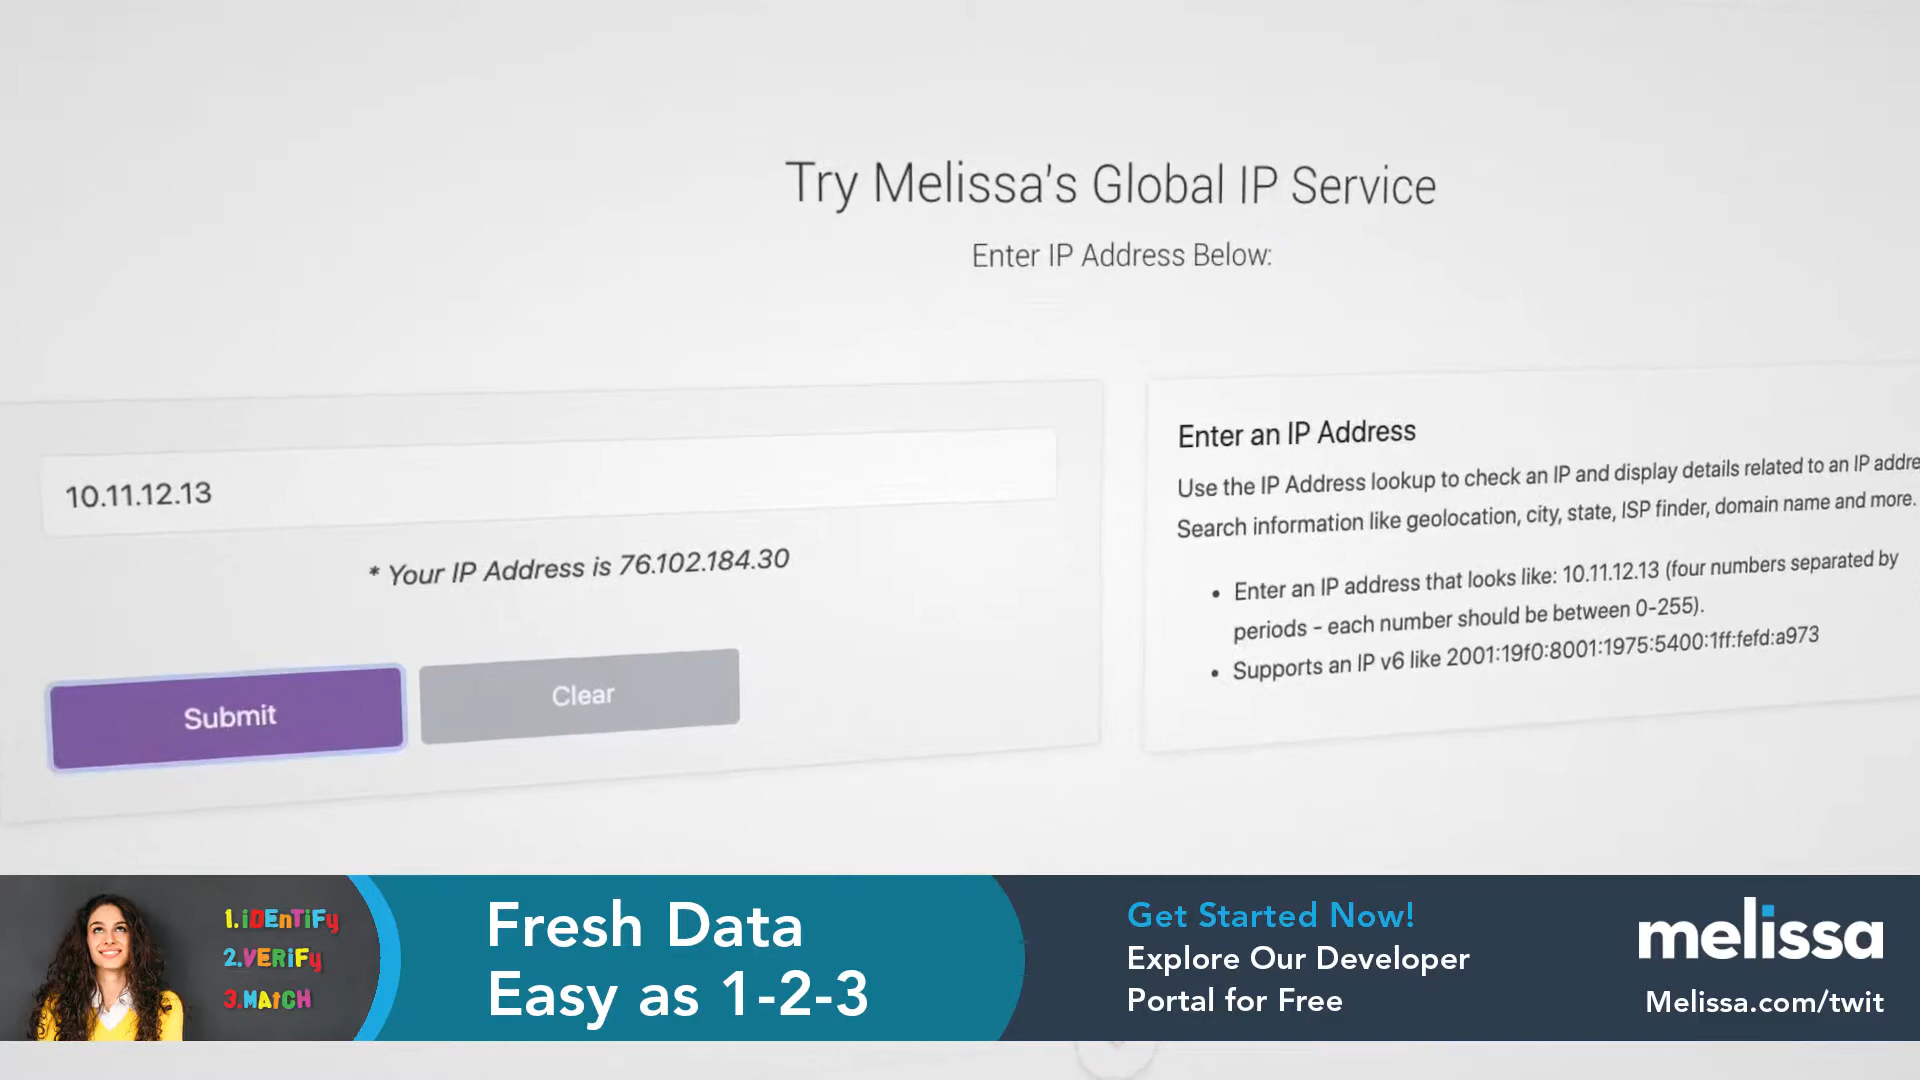 Try Melissa's Global IP Service
Enter IP Address Below:
10.11.12.13
* Your IP Address is 76.102.184.30
Submit
Clear
Enter an IP Address
Use the IP Address lookup to check an IP and display details related to an IP addre
Search information like geolocation, city, state, ISP finder, domain name and more.
• Enter an IP address that looks like: 10.11.12.13 (four numbers separated by
periods - each number should be between 0-255).
• Supports an IP v6 like 2001:19f0:8001:1975:5400:1ff:fefd:a973
1.iDEnTiFy
2.VERiFy
3.MAtCH
Fresh Data
Easy as 1-2-3
Get Started Now!
Explore Our Developer
Portal for Free
melissa
Melissa.com/twit